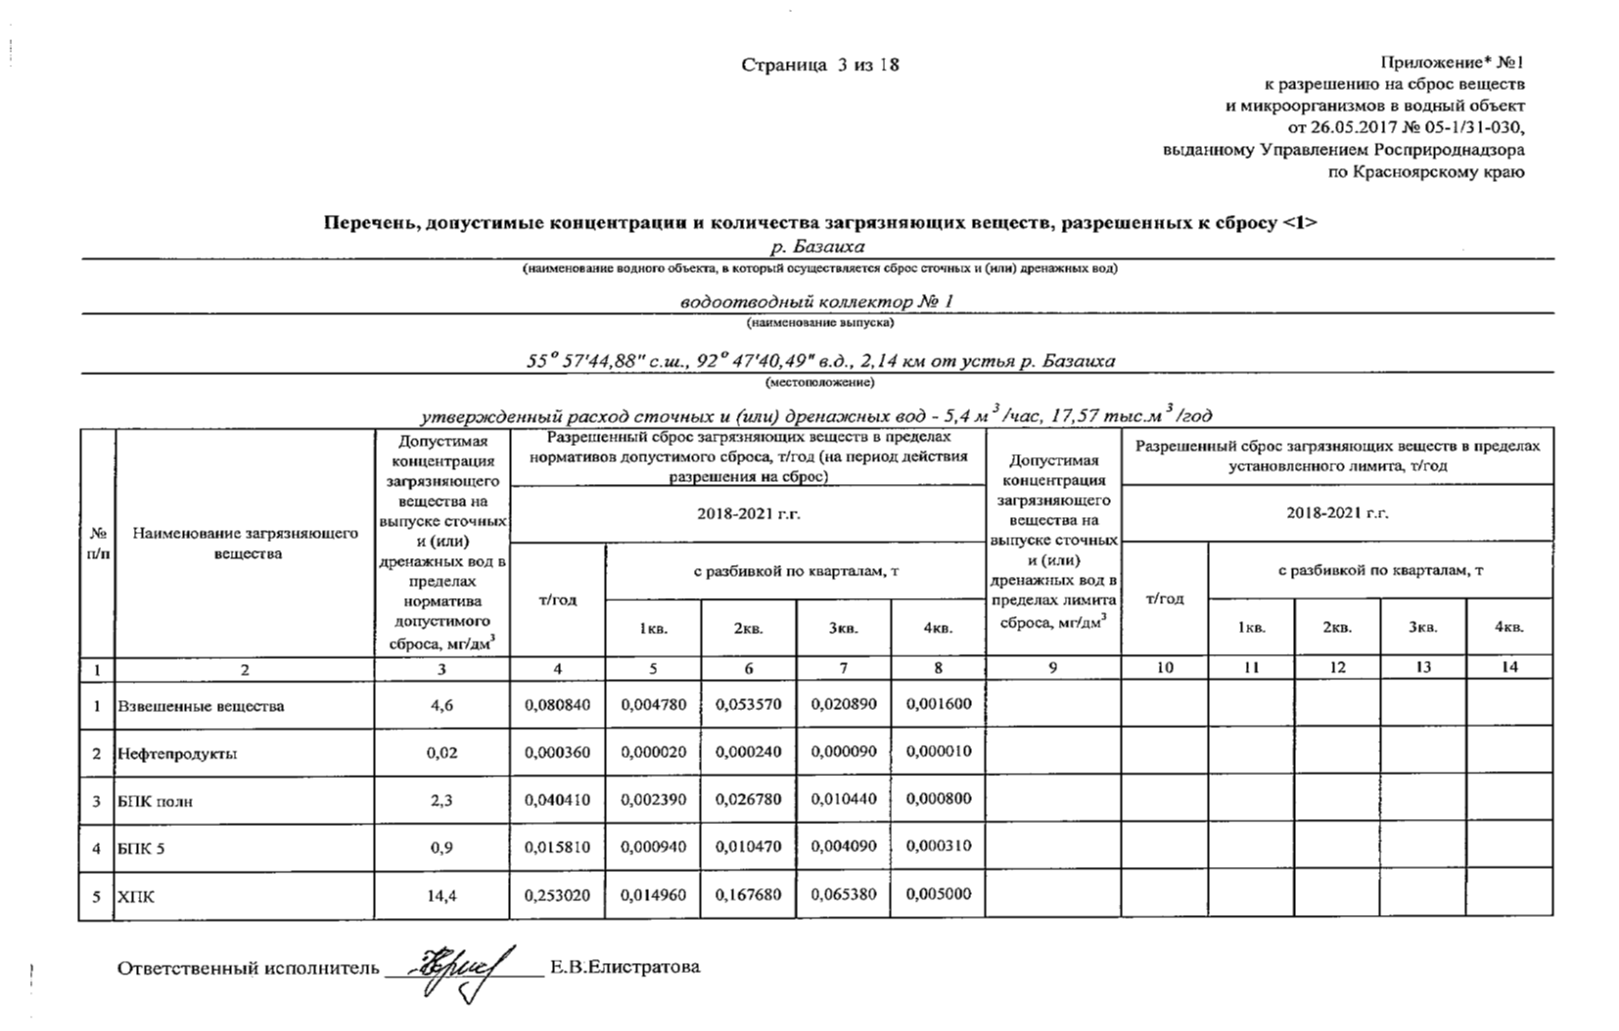 Страница 3 из 18
Приложение* №1
к разрешению на сброс веществ
и микроорганизмов в водный объект
от 26.05.2017 № 05-1/31-030,
выданному Управлением Росприроднадзора
по Красноярскому краю
Перечень, допустимые концентрации и количества загрязняющих веществ, разрешенных к сбросу <1>
р. Базаиха
(наименование водного объекта, в который осуществляется сброс сточных и (или) дренажных вод)
водоотводный коллектор № 1
(наименование выпуска)
55° 57'44,88" с.ш., 92° 47'40,49" в.д., 2,14 км от устья р. Базаиха
(местоположение)
утвержденный расход сточных и (или) дренажных вод - 5,4 м³/час, 17,57 тыс.м³/год
№
п/п
Наименование загрязняющего
вещества
Допустимая
концентрация
загрязняющего
вещества на
выпуске сточных
и (или)
дренажных вод в
пределах
норматива
допустимого
сброса, мг/дм³
Разрешенный сброс загрязняющих веществ в пределах
нормативов допустимого сброса, т/год (на период действия
разрешения на сброс)
2018-2021 г.г.
т/год
с разбивкой по кварталам, т
1кв. 2кв. 3кв. 4кв.
Допустимая
концентрация
загрязняющего
вещества на
выпуске сточных
и (или)
дренажных вод в
пределах лимита
сброса, мг/дм³
Разрешенный сброс загрязняющих веществ в пределах
установленного лимита, т/год
2018-2021 г.г.
т/год
с разбивкой по кварталам, т
1кв. 2кв. 3кв. 4кв.
1 2 3 4 5 6 7 8 9 10 11 12 13 14
1 Взвешенные вещества 4,6 0,080840 0,004780 0,053570 0,020890 0,001600
2 Нефтепродукты 0,02 0,000360 0,000020 0,000240 0,000090 0,000010
3 БПК полн 2,3 0,040410 0,002390 0,026780 0,010440 0,000800
4 БПК 5 0,9 0,015810 0,000940 0,010470 0,004090 0,000310
5 ХПК 14,4 0,253020 0,014960 0,167680 0,065380 0,005000
Ответственный исполнитель Е.В.Елистратова